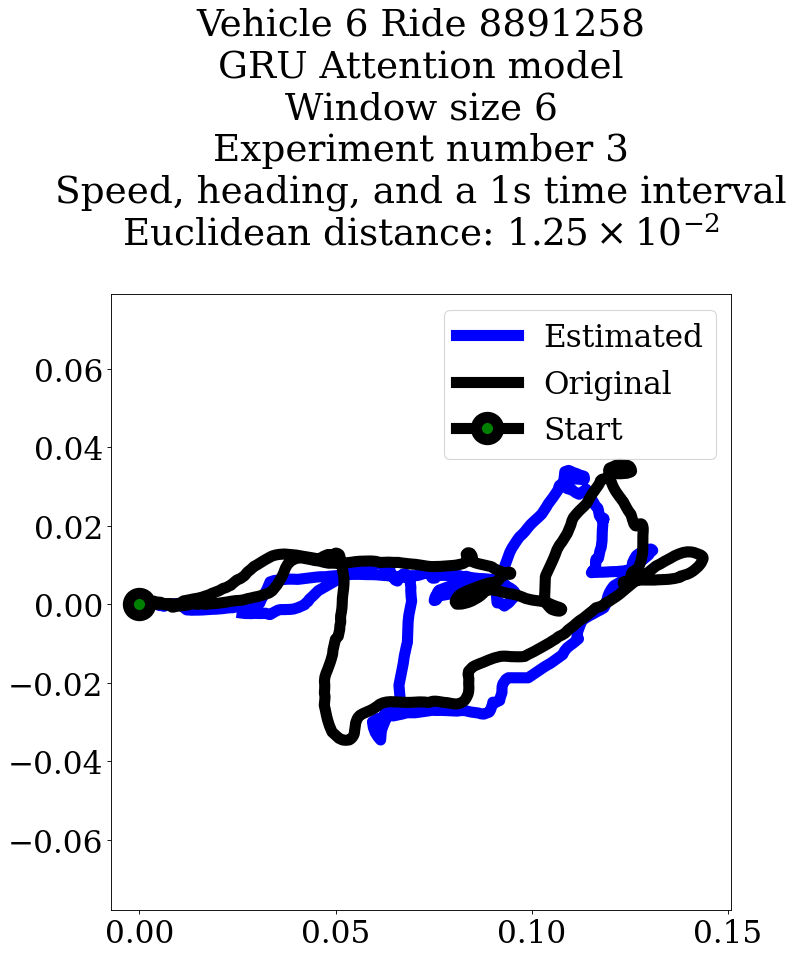 Vehicle 6 Ride 8891258
GRU Attention model
Window size 6
Experiment number 3
Speed, heading, and a 1s time interval
Euclidean distance: 1.25 × 10⁻²
Estimated
Original
Start
0.06
0.04
0.02
0.00
−0.02
−0.04
−0.06
0.00 0.05 0.10 0.15